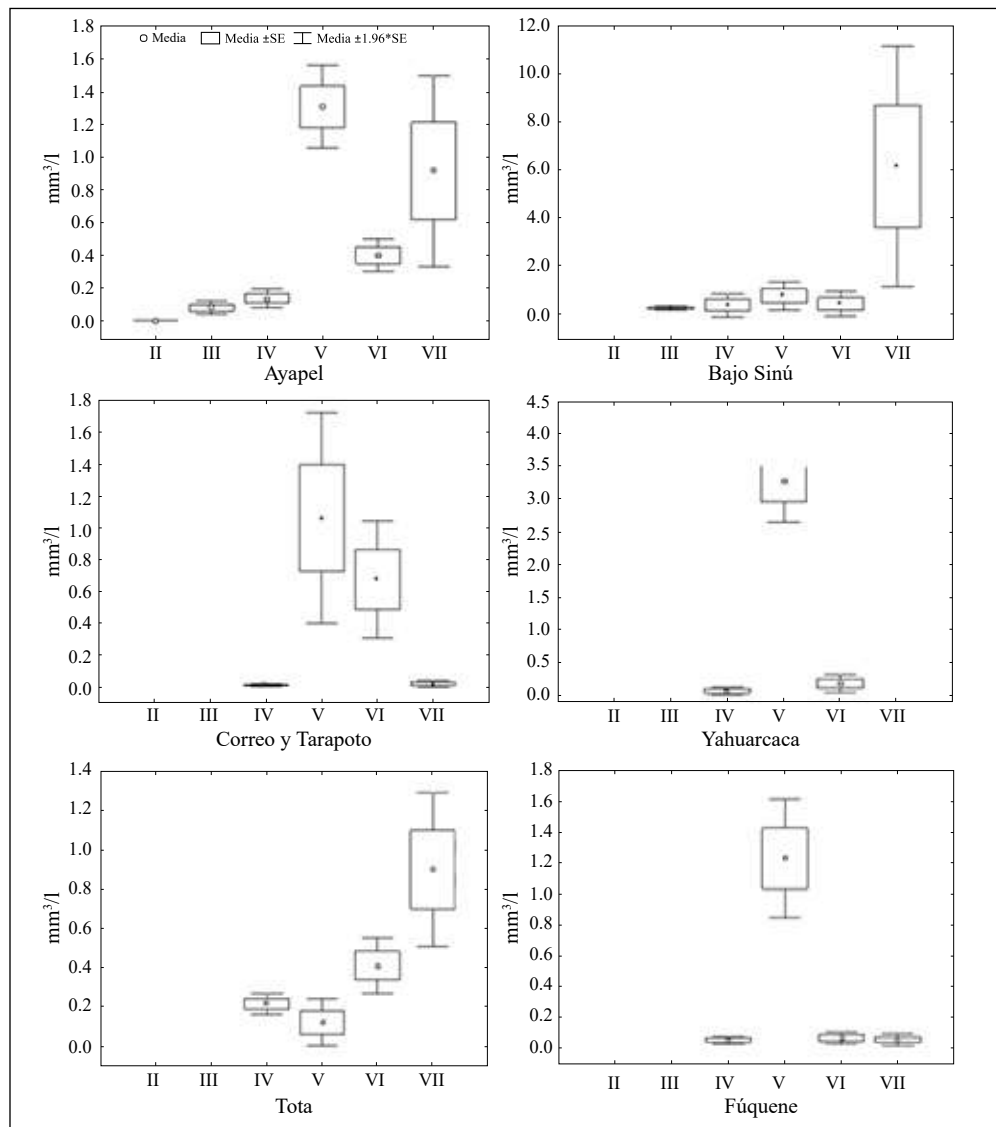 1.8
1.6
1.4
1.2
1.0
0.8
0.6
0.4
0.2
0.0
mm³/l
Media Media ±SE Media ±1.96*SE
II III IV V VI VII
Ayapel
12.0
10.0
8.0
6.0
4.0
2.0
0.0
mm³/l
II III IV V VI VII
Bajo Sinú
1.8
1.6
1.4
1.2
1.0
0.8
0.6
0.4
0.2
0.0
mm³/l
II III IV V VI VII
Correo y Tarapoto
4.5
4.0
3.5
3.0
2.5
2.0
1.5
1.0
0.5
0.0
mm³/l
II III IV V VI VII
Yahuarcaca
1.4
1.2
1.0
0.8
0.6
0.4
0.2
0.0
mm³/l
II III IV V VI VII
Tota
1.8
1.6
1.4
1.2
1.0
0.8
0.6
0.4
0.2
0.0
mm³/l
II III IV V VI VII
Fúquene